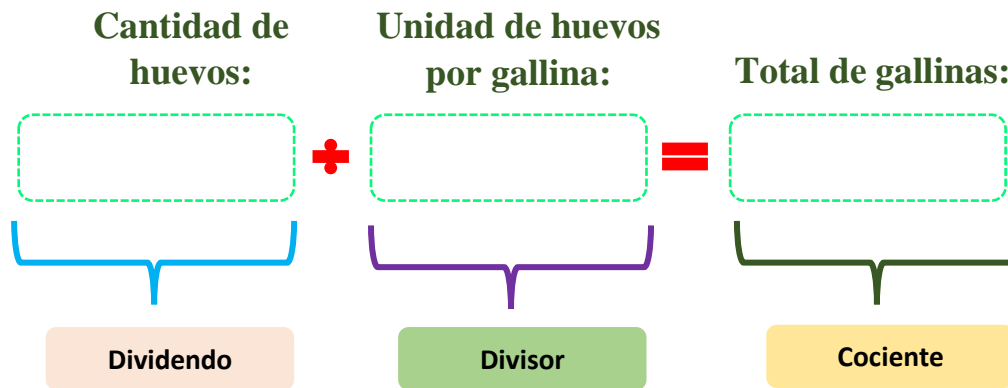 Cantidad de
huevos:
Unidad de huevos
por gallina:
Total de gallinas:
÷
=
Dividendo
Divisor
Cociente